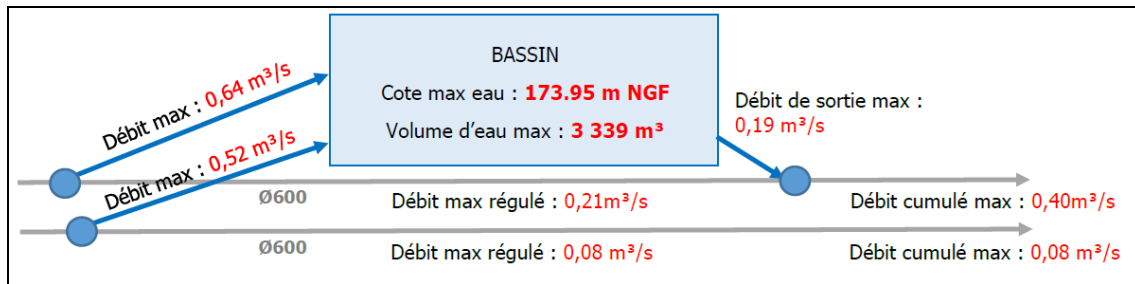 BASSIN
Cote max eau : 173.95 m NGF
Volume d'eau max : 3 339 m³
Débit max : 0,64 m³/s
Débit max : 0,52 m³/s
Débit de sortie max :
0,19 m³/s
Ø600
Débit max régulé : 0,21m³/s
Débit cumulé max : 0,40m³/s
Ø600
Débit max régulé : 0,08 m³/s
Débit cumulé max : 0,08 m³/s